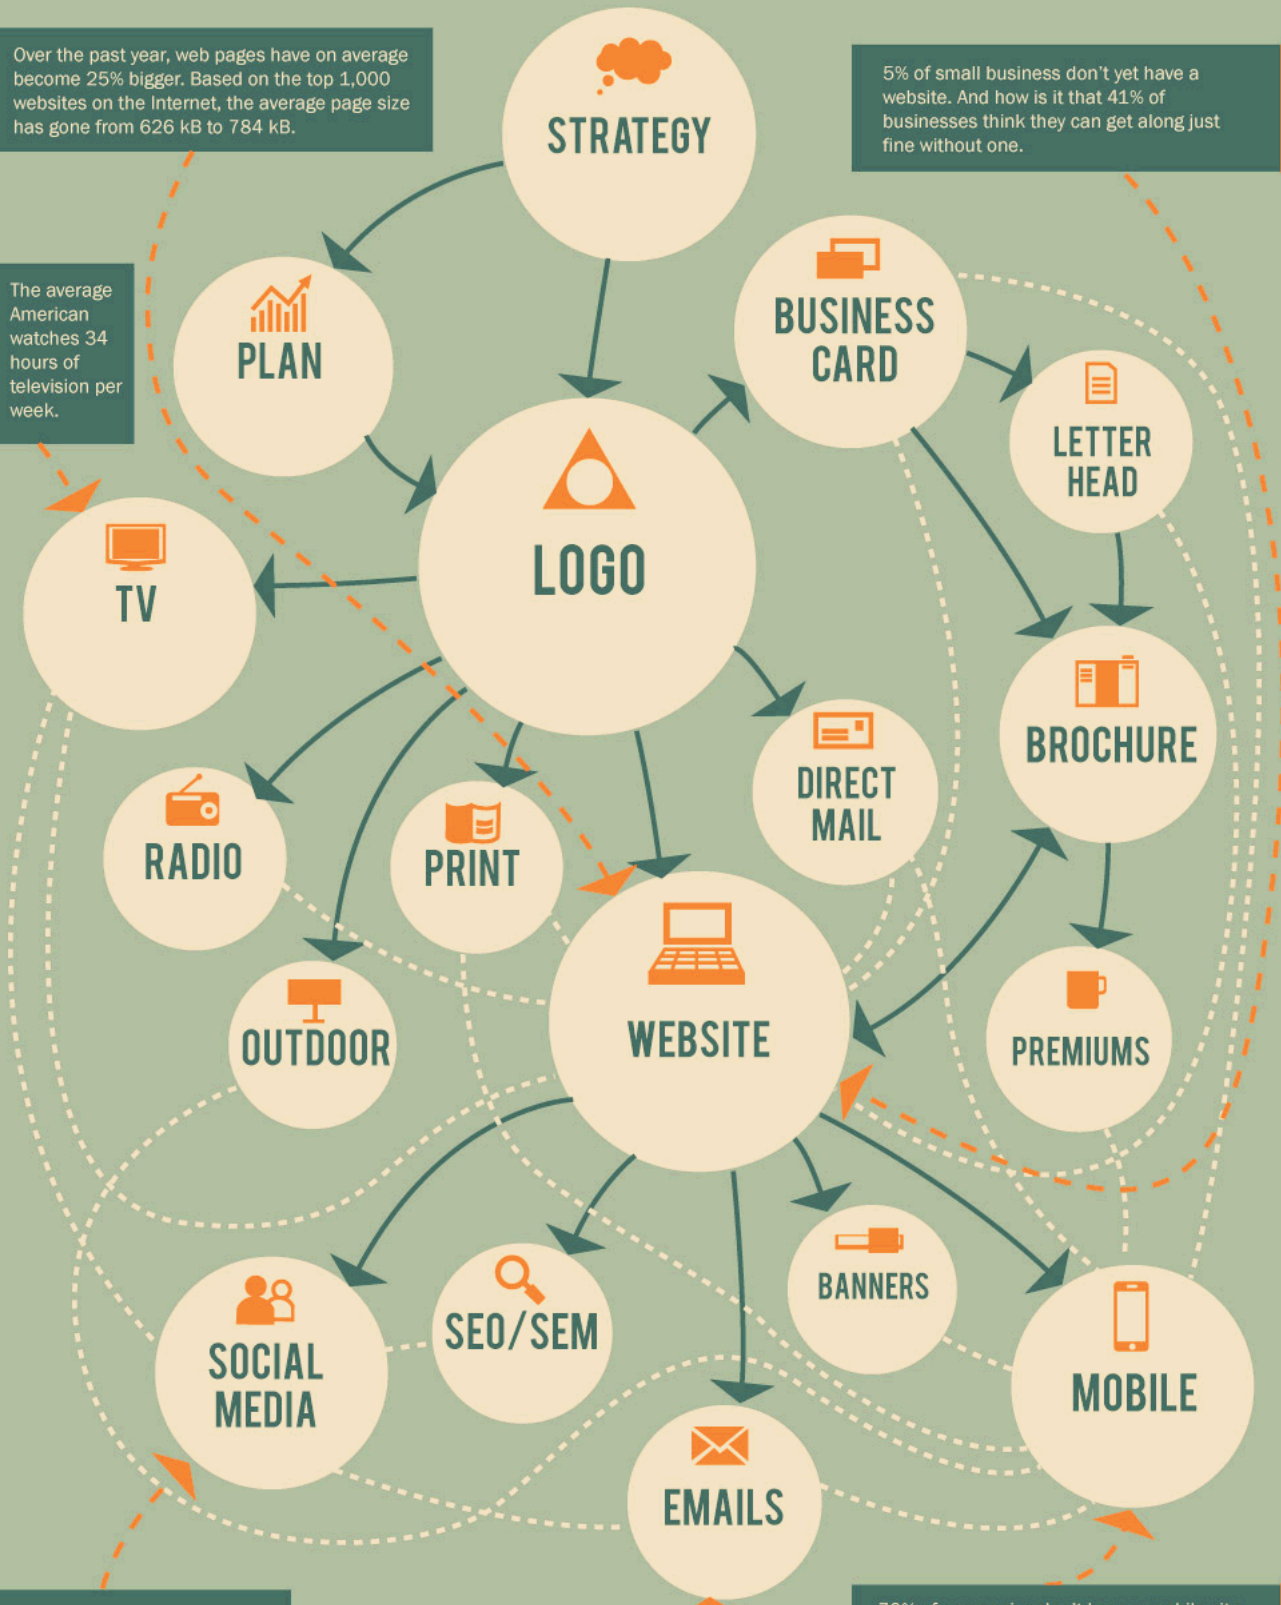 Over the past year, web pages have on average
become 25% bigger. Based on the top 1,000
websites on the Internet, the average page size
has gone from 626 kB to 784 kB.
STRATEGY
5% of small business don't yet have a
website. And how is it that 41% of
businesses think they can get along just
fine without one.
The average
American
watches 34
hours of
television per
week.
PLAN
BUSINESS
CARD
LETTER
HEAD
LOGO
TV
BROCHURE
DIRECT
MAIL
RADIO
PRINT
OUTDOOR
WEBSITE
PREMIUMS
BANNERS
SEO/SEM
SOCIAL
MEDIA
MOBILE
EMAILS